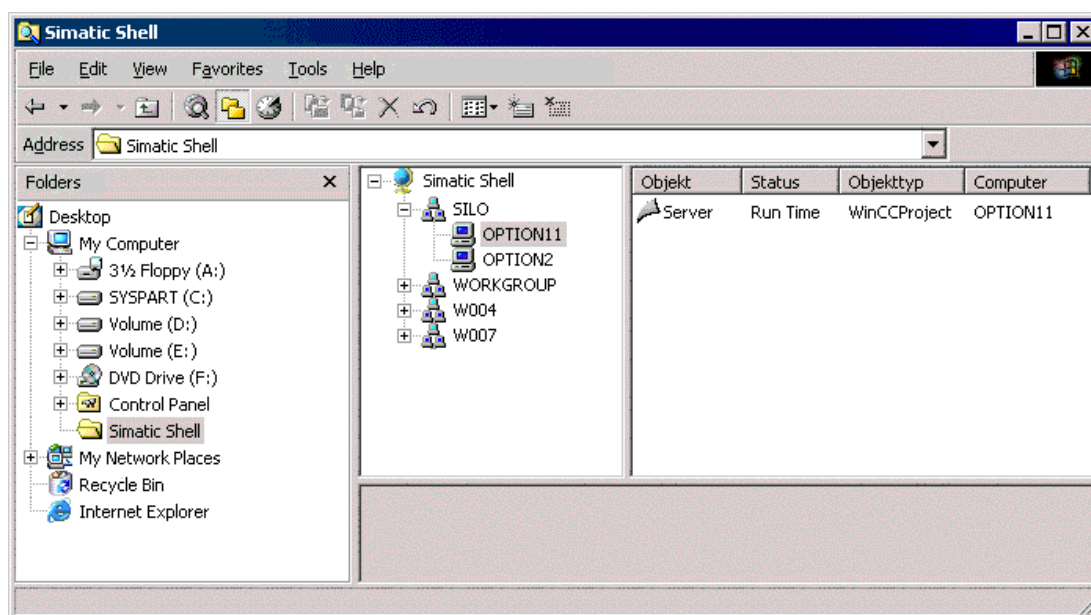 Simatic Shell
File Edit View Favorites Tools Help
Address Simatic Shell
Folders
Desktop
My Computer
3½ Floppy (A:)
SYSPART (C:)
Volume (D:)
Volume (E:)
DVD Drive (F:)
Control Panel
Simatic Shell
My Network Places
Recycle Bin
Internet Explorer
Simatic Shell
SILO
OPTION11
OPTION2
WORKGROUP
W004
W007
Objekt Status Objekttyp Computer
Server Run Time WinCCProject OPTION11